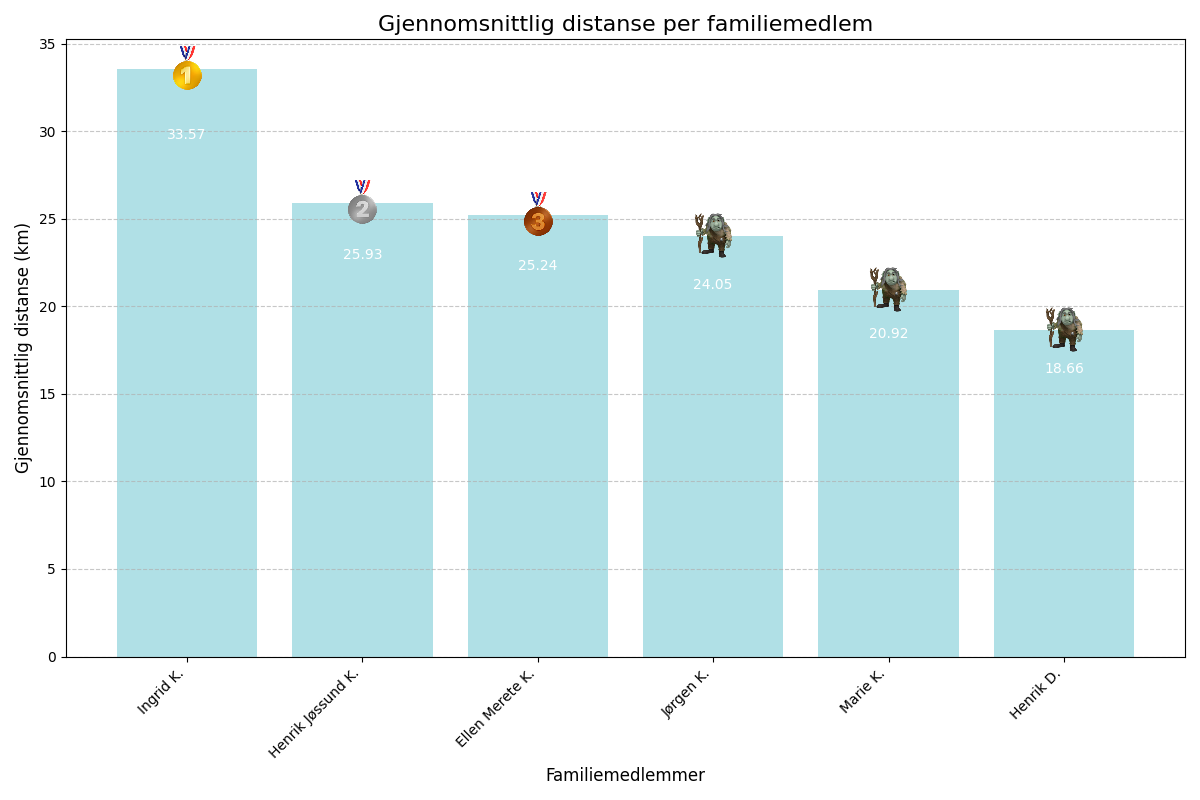 Gjennomsnittlig distanse per familiemedlem
Gjennomsnittlig distanse (km)
35
30
25
20
15
10
5
0
1
2
3
33.57
25.93
25.24
24.05
20.92
18.66
Ingrid K.
Henrik Jøssund K.
Ellen Merete K.
Jørgen K.
Marie K.
Henrik D.
Familiemedlemmer